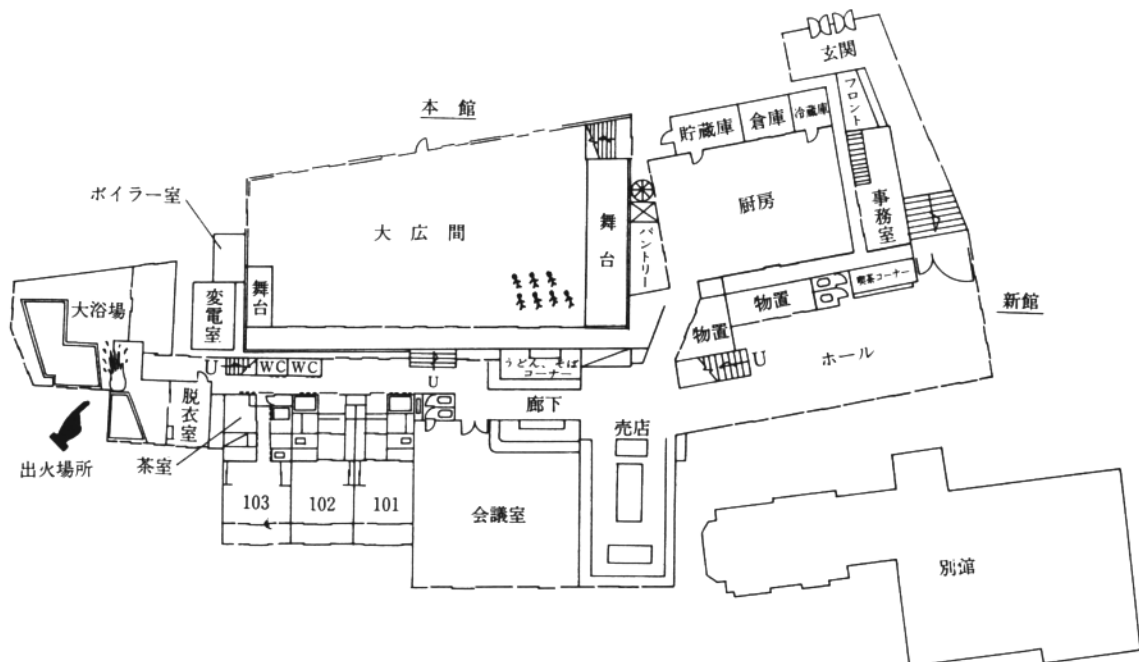 玄関
フロント
本館
貯蔵庫
倉庫
冷蔵庫
ボイラー室
大広間
舞台
パントリー
厨房
事務室
大浴場
変電室
舞台
物置
喫茶コーナー
新館
物置
ホール
U
WC
WC
U
うどん、そば
コーナー
U
脱衣室
廊下
売店
出火場所
茶室
103
102
101
会議室
別館